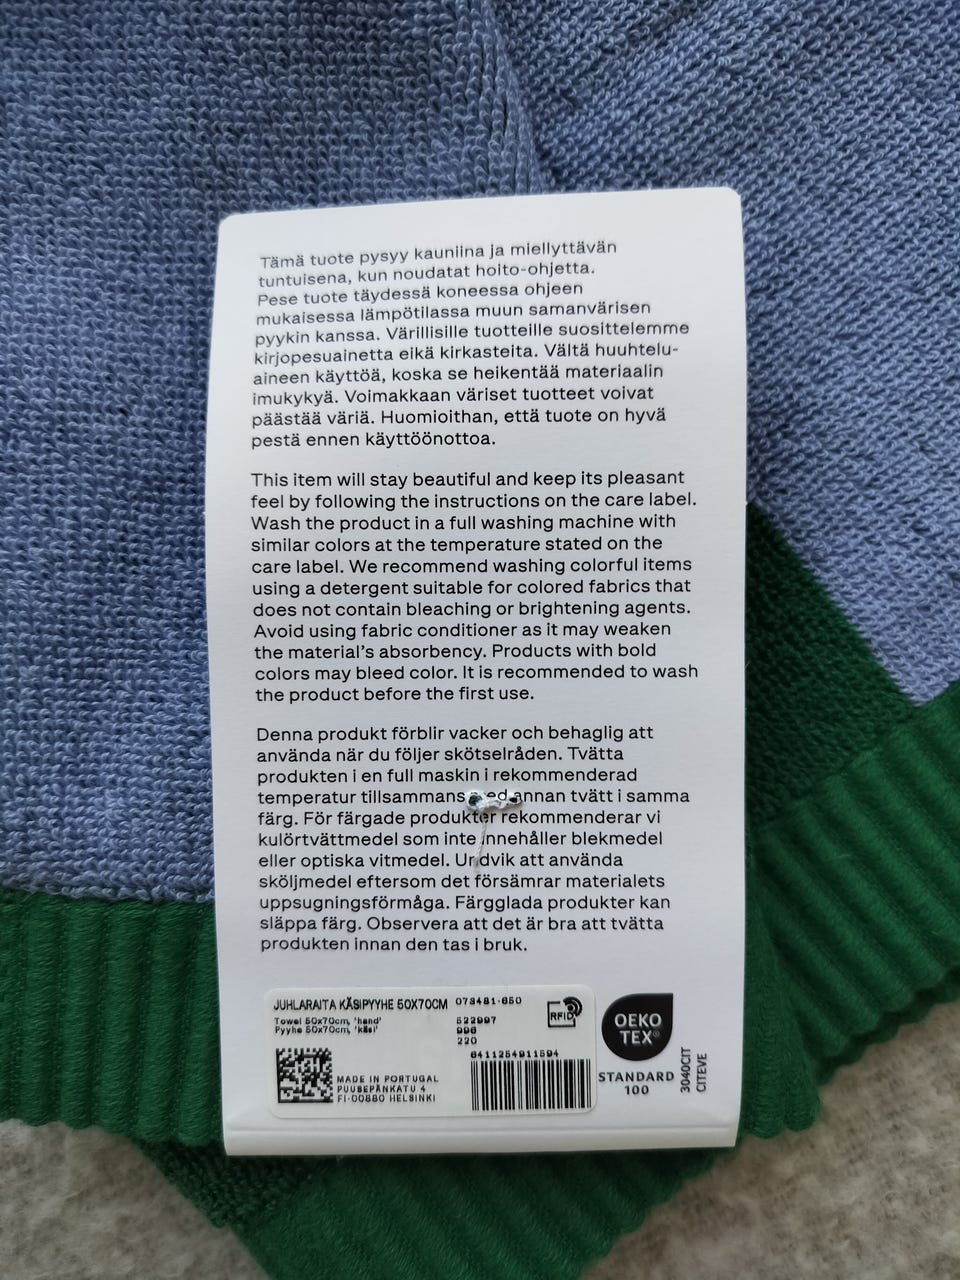 Tämä tuote pysyy kauniina ja miellyttävän
tuntuisena, kun noudatat hoito-ohjetta.
Pese tuote täydessä koneessa ohjeen
mukaisessa lämpötilassa muun samanvärisen
pyykin kanssa. Värillisille tuotteille suosittelemme
kirjopesuainetta eikä kirkasteita. Vältä huuhtelu-
aineen käyttöä, koska se heikentää materiaalin
imukykyä. Voimakkaan väriset tuotteet voivat
päästää väriä. Huomioithan, että tuote on hyvä
pestä ennen käyttöönottoa.
This item will stay beautiful and keep its pleasant
feel by following the instructions on the care label.
Wash the product in a full washing machine with
similar colors at the temperature stated on the
care label. We recommend washing colorful items
using a detergent suitable for colored fabrics that
does not contain bleaching or brightening agents.
Avoid using fabric conditioner as it may weaken
the material's absorbency. Products with bold
colors may bleed color. It is recommended to wash
the product before the first use.
Denna produkt förblir vacker och behaglig att
använda när du följer skötselråden. Tvätta
produkten i en full maskin i rekommenderad
temperatur tillsammans med annan tvätt i samma
färg. För färgade produkter rekommenderar vi
kulörtvättmedel som inte innehåller blekmedel
eller optiska vitmedel. Undvik att använda
sköljmedel eftersom det försämrar materialets
uppsugningsförmåga. Färgglada produkter kan
släppa färg. Observera att det är bra att tvätta
produkten innan den tas i bruk.
JUHLARAITA KÄSIPYYHE 50X70CM 073481-650
Towel 50x70cm, 'hand'
Pyyhe 50x70cm, 'käsi'
522997
996
220
RFID
6411254911594
MADE IN PORTUGAL
PUUSEPÄNKATU 4
FI-00880 HELSINKI
OEKO
TEX®
STANDARD
100
3040CIT
CITEVE